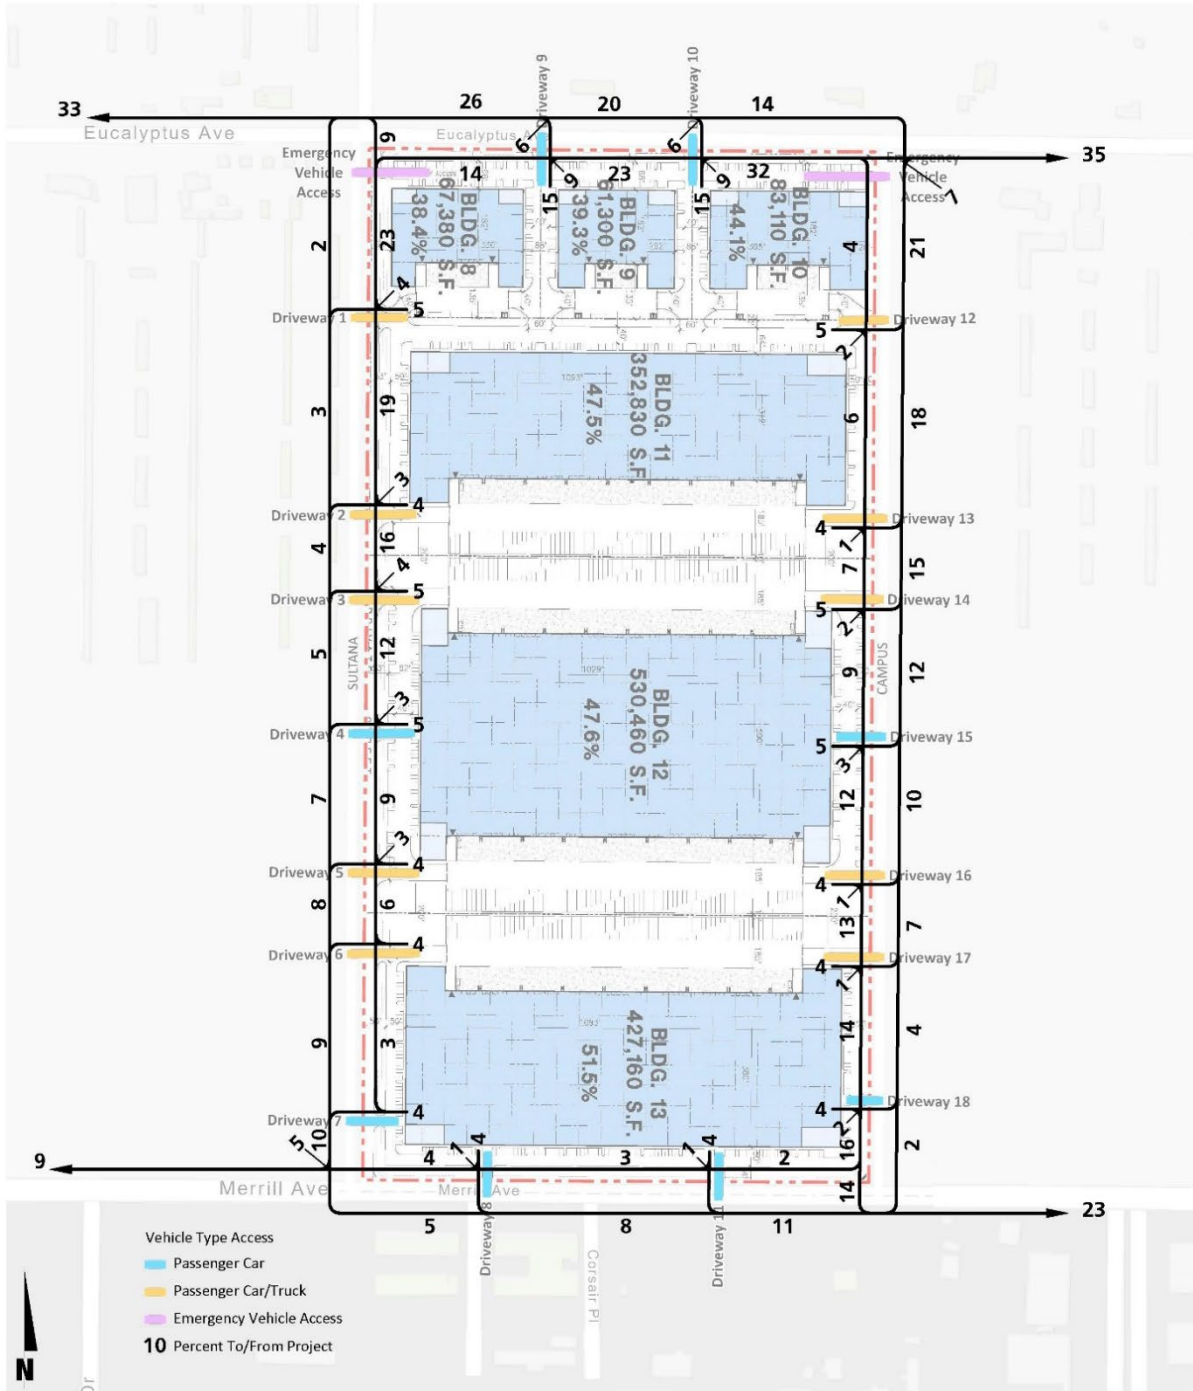 Driveway 9
Driveway 10
26
20
14
33
Eucalyptus Ave
9
Eucalyptus A
6
6
Emergency
Vehicle
Access
14
9
23
9
32
35
Emergency
Vehicle
Access
7
15
15
2
23
BLDG. 8
67,380 S.F.
38.4%
BLDG. 9
61,300 S.F.
39.3%
BLDG. 10
83,110 S.F.
44.1%
4
21
4
5
Driveway 1
5
Driveway 12
2
3
19
BLDG. 11
352,830 S.F.
47.5%
6
18
3
4
Driveway 2
4
Driveway 13
1
4
16
7
15
4
5
Driveway 3
5
Driveway 14
2
5
SULTANA
12
1029'
BLDG. 12
530,460 S.F.
47.6%
9
CAMPUS
12
3
5
Driveway 4
5
Driveway 15
3
7
9
12
10
3
4
Driveway 5
4
Driveway 16
1
8
6
13
7
4
Driveway 6
4
Driveway 17
1
9
3
BLDG. 13
427,160 S.F.
51.5%
14
4
4
Driveway 7
4
Driveway 18
2
10
5
4
1
4
3
4
1
2
16
2
9
Merrill Ave
Merrill Ave
14
23
5
8
11
Driveway 8
Driveway 11
Corsair Pl
Vehicle Type Access
Passenger Car
Passenger Car/Truck
Emergency Vehicle Access
10 Percent To/From Project
N
Dr